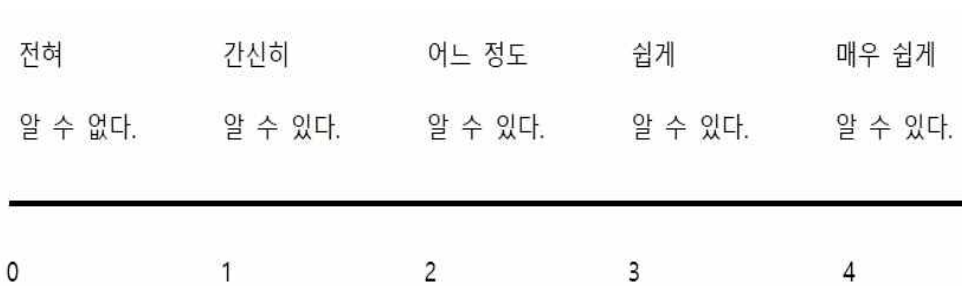 전혀 간신히 어느 정도 쉽게 매우 쉽게
알 수 없다. 알 수 있다. 알 수 있다. 알 수 있다. 알 수 있다.
0 1 2 3 4